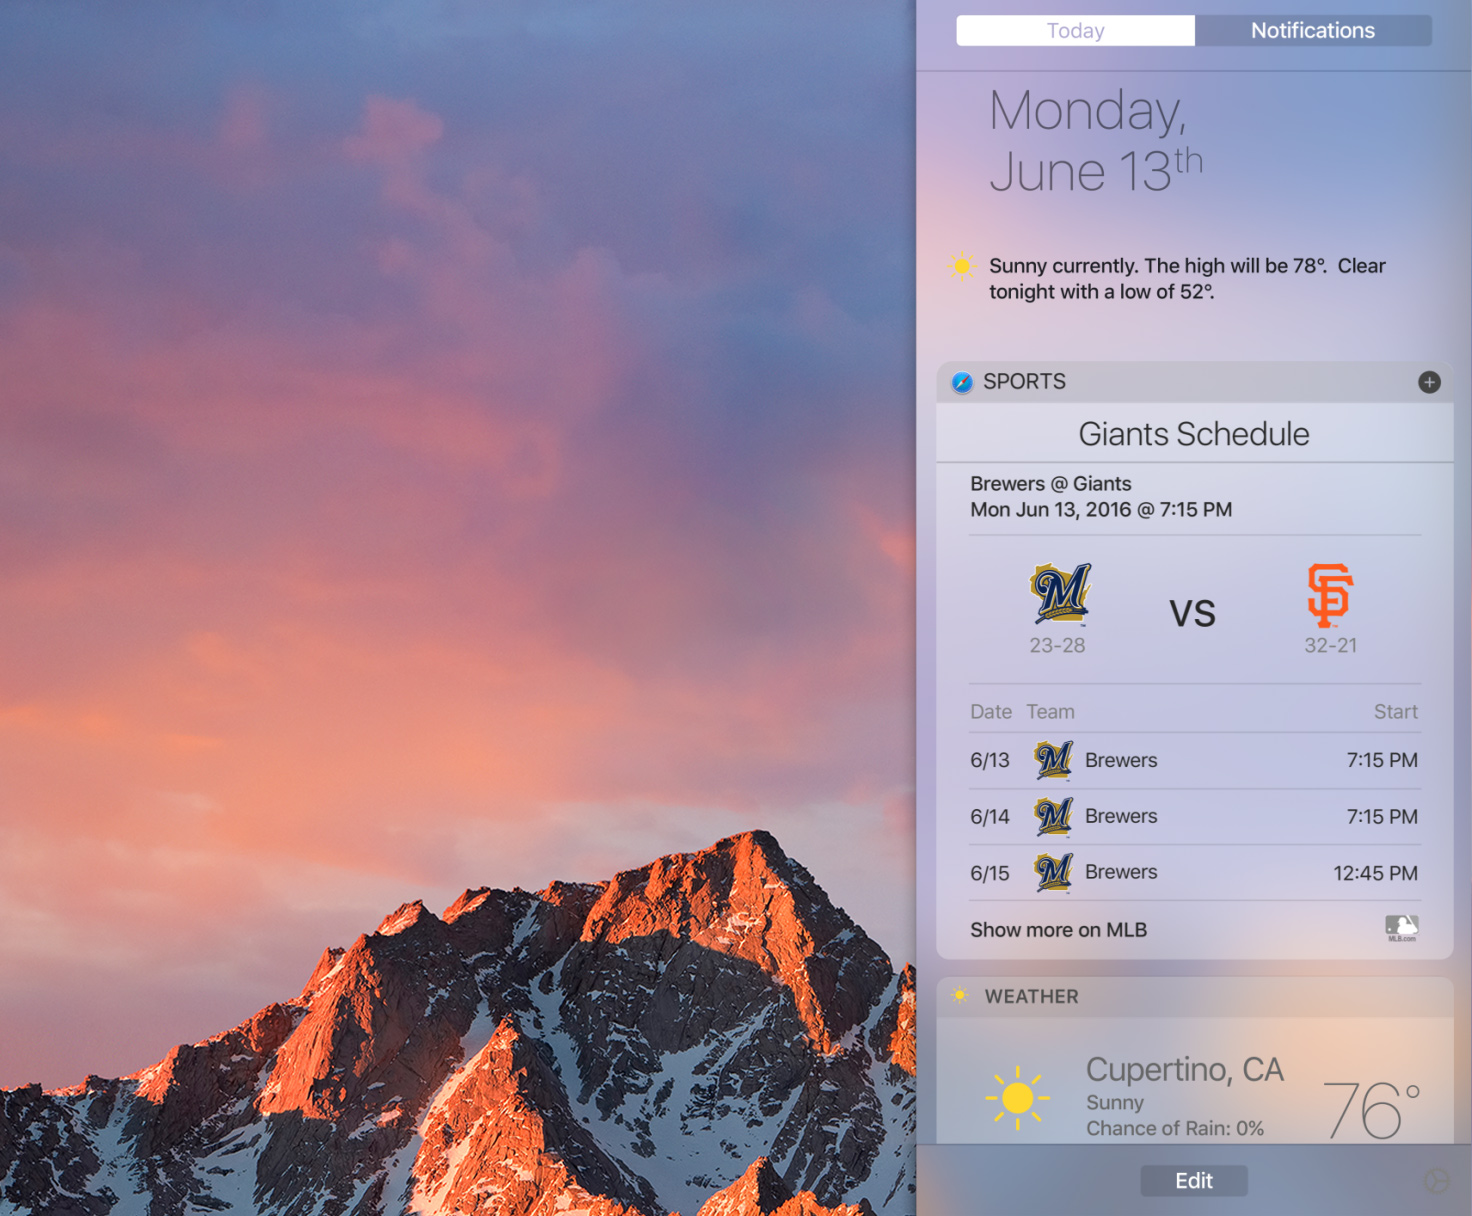 Today
Notifications
Monday,
June 13th
Sunny currently. The high will be 78°. Clear
tonight with a low of 52°.
SPORTS
Giants Schedule
Brewers @ Giants
Mon Jun 13, 2016 @ 7:15 PM
M
VS
SF
23-28
32-21
Date Team Start
6/13 M Brewers 7:15 PM
6/14 M Brewers 7:15 PM
6/15 M Brewers 12:45 PM
Show more on MLB
MLB.com
WEATHER
Cupertino, CA
Sunny
76°
Chance of Rain: 0%
Edit